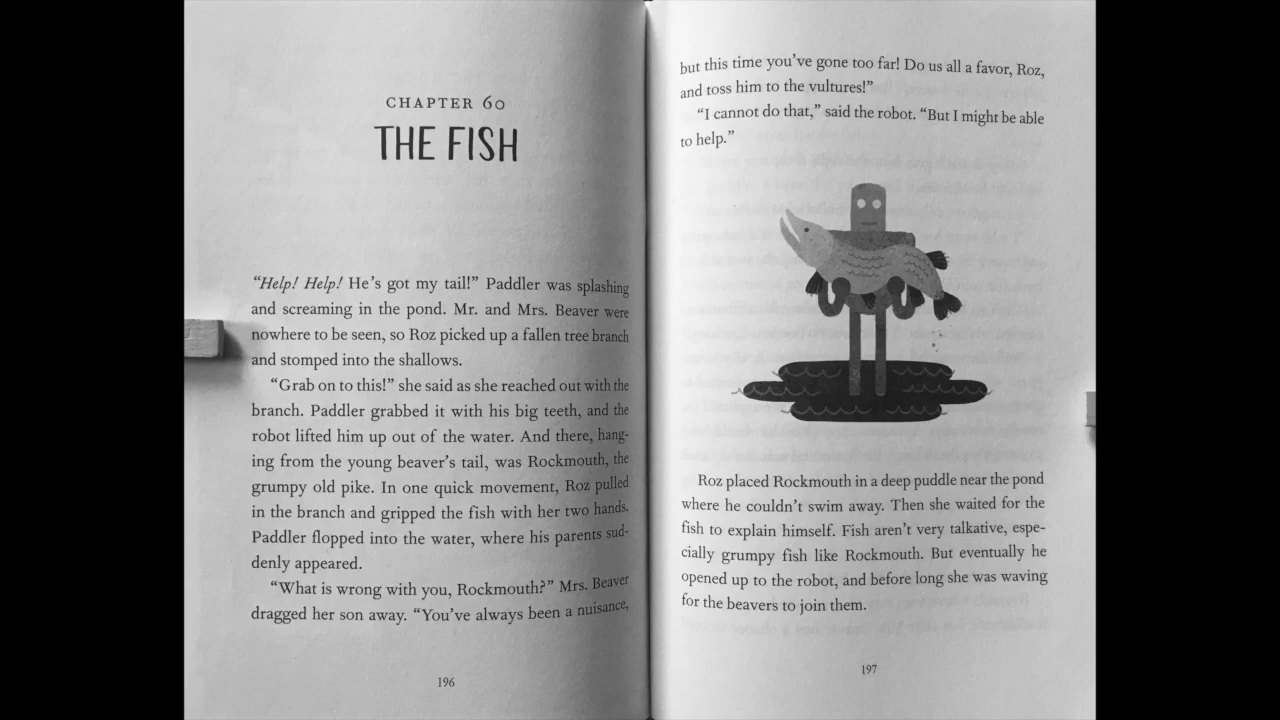 CHAPTER 60
THE FISH
“Help! Help! He’s got my tail!” Paddler was splashing
and screaming in the pond. Mr. and Mrs. Beaver were
nowhere to be seen, so Roz picked up a fallen tree branch
and stomped into the shallows.
“Grab on to this!” she said as she reached out with the
branch. Paddler grabbed it with his big teeth, and the
robot lifted him up out of the water. And there, hang-
ing from the young beaver’s tail, was Rockmouth, the
grumpy old pike. In one quick movement, Roz pulled
in the branch and gripped the fish with her two hands.
Paddler flopped into the water, where his parents sud-
denly appeared.
“What is wrong with you, Rockmouth?” Mrs. Beaver
dragged her son away. “You’ve always been a nuisance,
196
but this time you’ve gone too far! Do us all a favor, Roz,
and toss him to the vultures!”
“I cannot do that,” said the robot. “But I might be able
to help.”
Roz placed Rockmouth in a deep puddle near the pond
where he couldn’t swim away. Then she waited for the
fish to explain himself. Fish aren’t very talkative, espe-
cially grumpy fish like Rockmouth. But eventually he
opened up to the robot, and before long she was waving
for the beavers to join them.
197